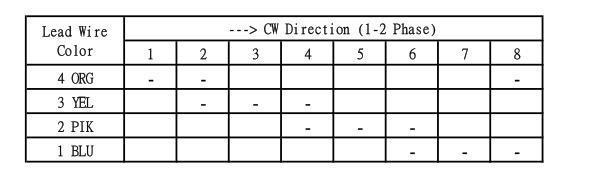 Lead Wire Color ---> CW Direction (1-2 Phase)
1 2 3 4 5 6 7 8
4 ORG - - -
3 YEL - - -
2 PIK - - -
1 BLU - - -